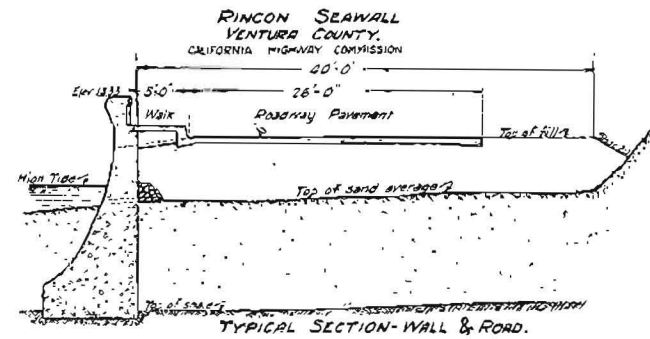 RINCON SEAWALL
VENTURA COUNTY.
CALIFORNIA HIGHWAY COMMISSION
40'-0"
5'-0"
26'-0"
Walk
Roadway Pavement
Top of fill
High Tide
Top of sand average
TYPICAL SECTION-WALL & ROAD.